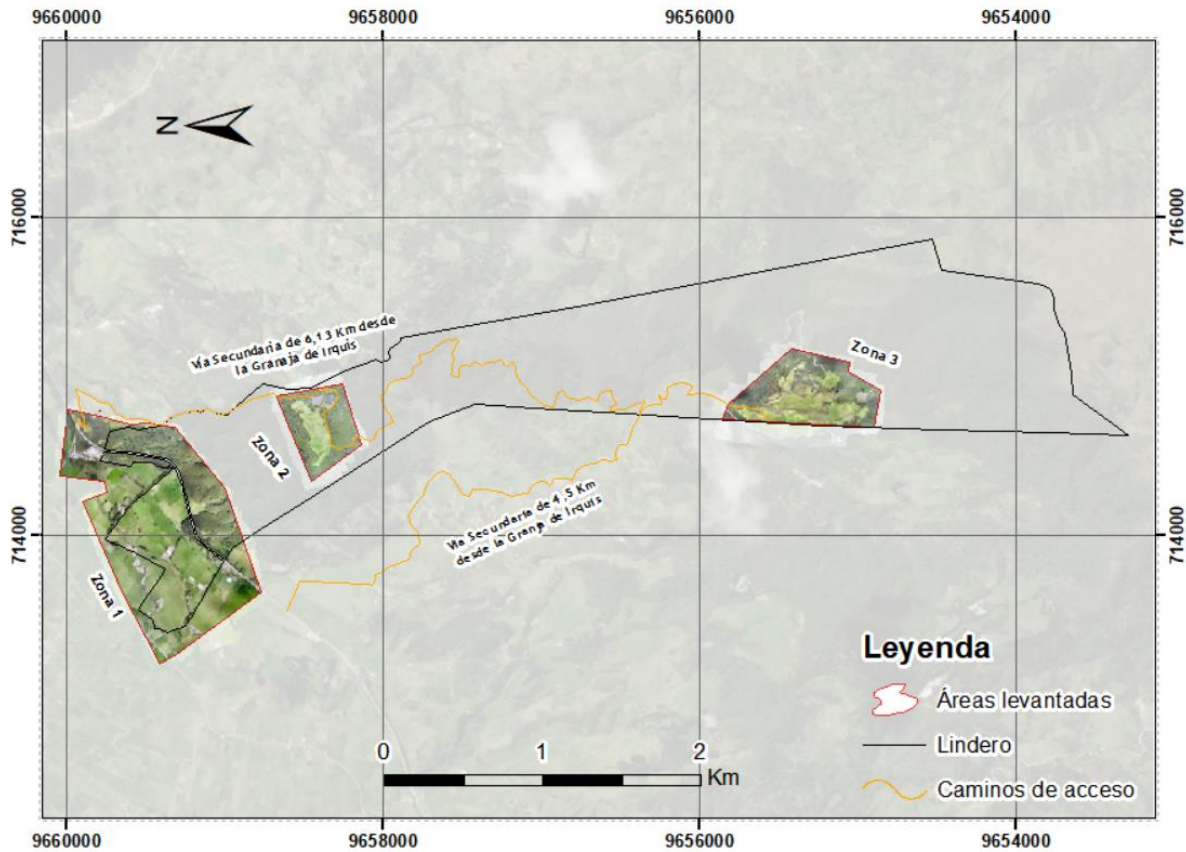 9660000 9658000 9656000 9654000
N
716000 716000
Vía Secundaria de 6,13 Km desde
la Granaja de Irquis
Zona 3
Zona 2
714000 714000
Vía Secundaria de 4,5 Km
desde la Granja de Irquis
Zona 1
Leyenda
Áreas levantadas
Lindero
Caminos de acceso
0 1 2
Km
9660000 9658000 9656000 9654000